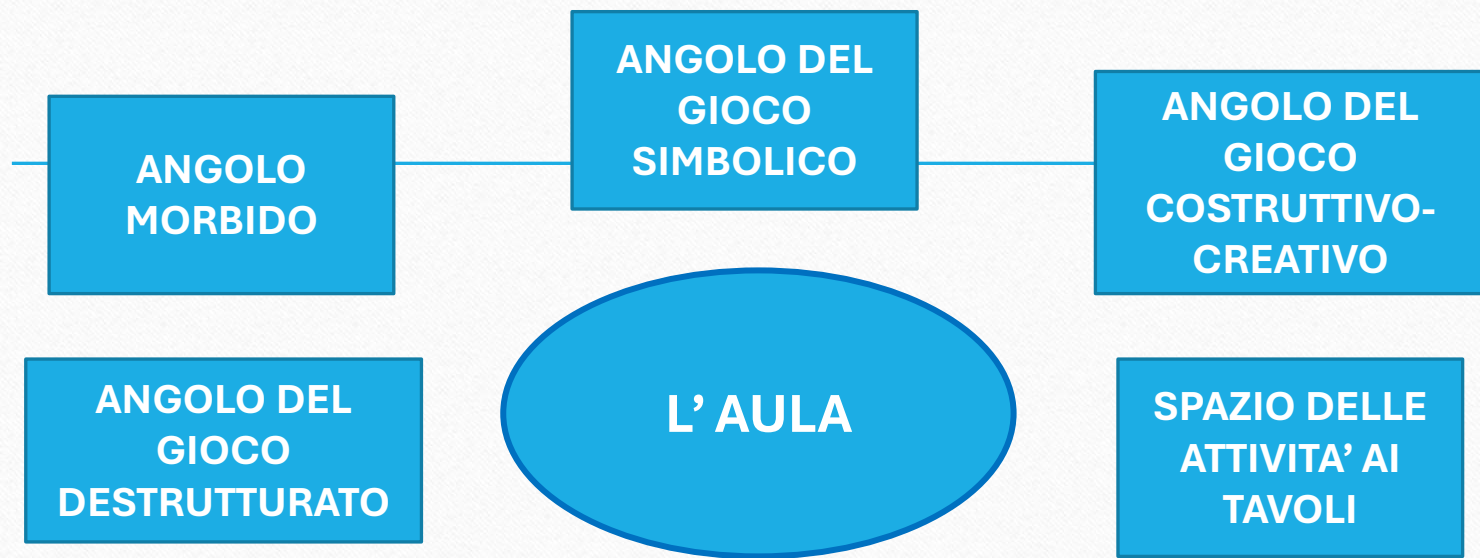 ANGOLO
MORBIDO
ANGOLO DEL
GIOCO
SIMBOLICO
ANGOLO DEL
GIOCO
COSTRUTTIVO-
CREATIVO
ANGOLO DEL
GIOCO
DESTRUTTURATO
L’ AULA
SPAZIO DELLE
ATTIVITA’ AI
TAVOLI